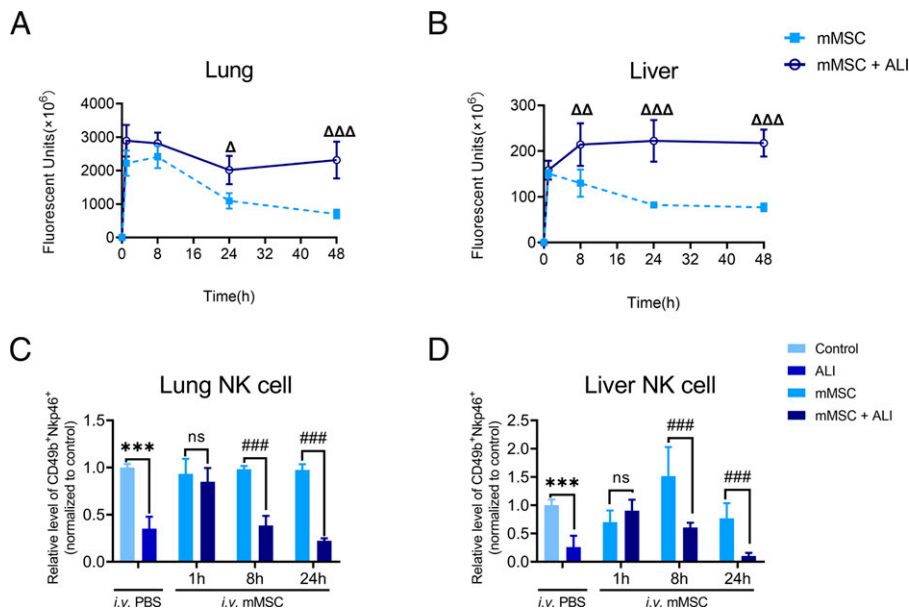 A
Lung
Fluorescent Units(×10⁶)
4000
3000
2000
1000
0
Δ
ΔΔΔ
0 8 16 24 32 40 48
Time(h)
B
Liver
Fluorescent Units(×10⁶)
300
200
100
0
ΔΔ
ΔΔΔ
ΔΔΔ
0 8 16 24 32 40 48
Time(h)
mMSC
mMSC + ALI
C
Lung NK cell
Relative level of CD49b⁺Nkp46⁺
(normalized to control)
1.5
1.0
0.5
0.0
***
ns
###
###
1h 8h 24h
i.v. PBS i.v. mMSC
D
Liver NK cell
Relative level of CD49b⁺Nkp46⁺
(normalized to control)
2.5
2.0
1.5
1.0
0.5
0.0
***
ns
###
###
1h 8h 24h
i.v. PBS i.v. mMSC
Control
ALI
mMSC
mMSC + ALI